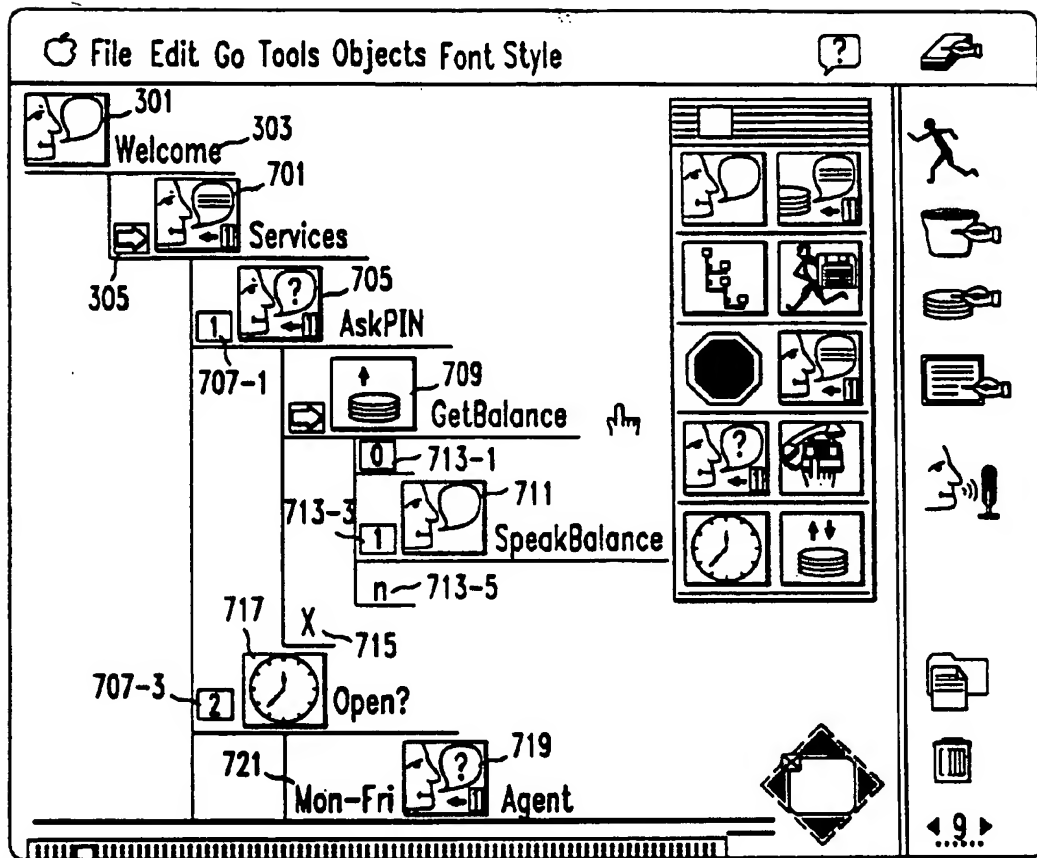 File Edit Go Tools Objects Font Style ?
301
Welcome 303
701
Services
305
? 705
1 AskPIN
707-1
709
GetBalance
0 713-1
711
713-3
1 SpeakBalance
n 713-5
X 715
717
707-3
2 Open?
? 719
721
Mon-Fri Agent
?
9